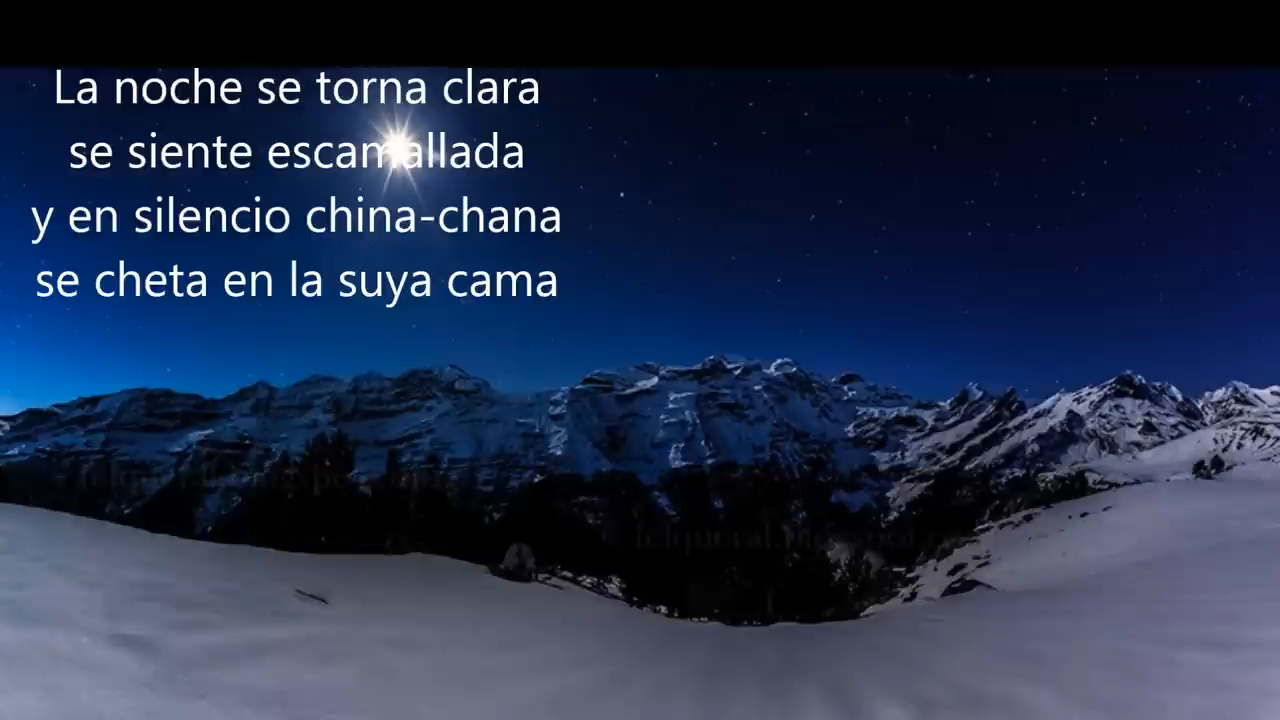 La noche se torna clara
se siente escamallada
y en silencio china-chana
se cheta en la suya cama